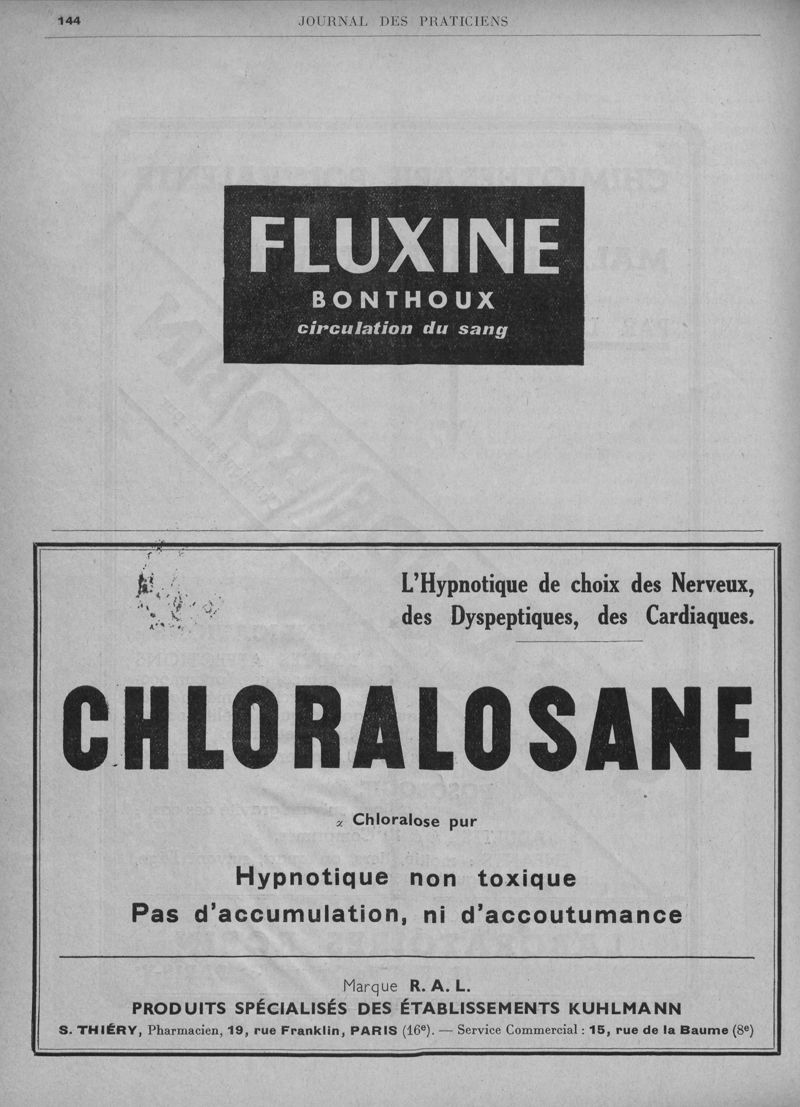 144 JOURNAL DES PRATICIENS
FLUXINE
BONTHOUX
circulation du sang
L'Hypnotique de choix des Nerveux,
des Dyspeptiques, des Cardiaques.
CHLORALOSANE
α Chloralose pur
Hypnotique non toxique
Pas d'accumulation, ni d'accoutumance
Marque R. A. L.
PRODUITS SPÉCIALISÉS DES ÉTABLISSEMENTS KUHLMANN
S. THIÉRY, Pharmacien, 19, rue Franklin, PARIS (16e). — Service Commercial : 15, rue de la Baume (8e)